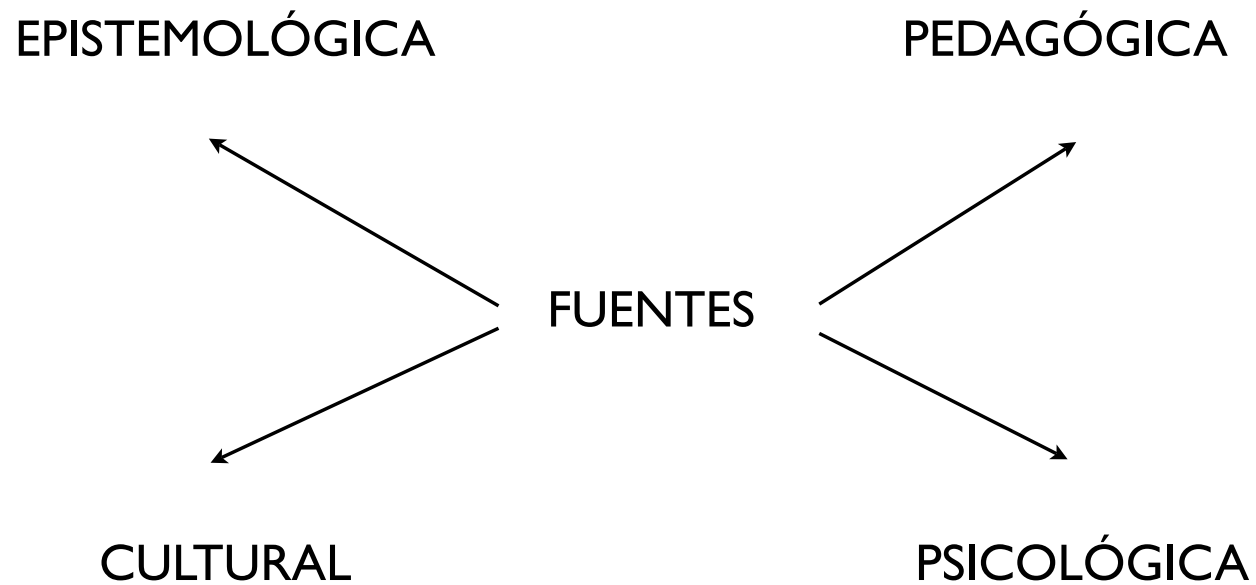 EPISTEMOLÓGICA
PEDAGÓGICA
FUENTES
CULTURAL
PSICOLÓGICA